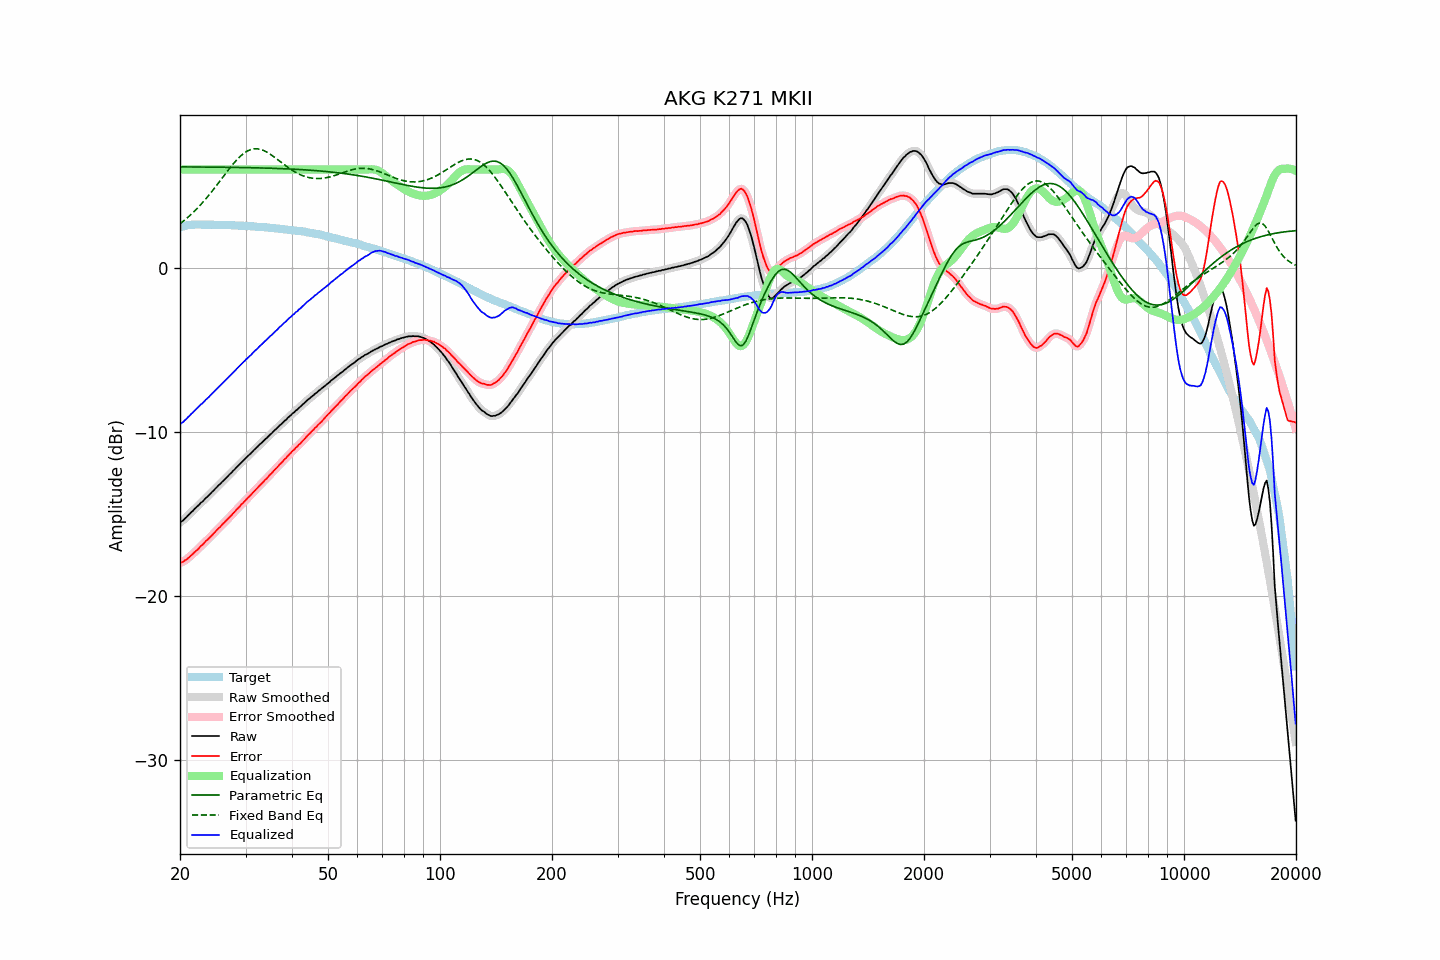 AKG K271 MKII
Amplitude (dBr)
0
−10
−20
−30
Target
Raw Smoothed
Error Smoothed
Raw
Error
Equalization
Parametric Eq
Fixed Band Eq
Equalized
20 50 100 200 500 1000 2000 5000 10000 20000
Frequency (Hz)